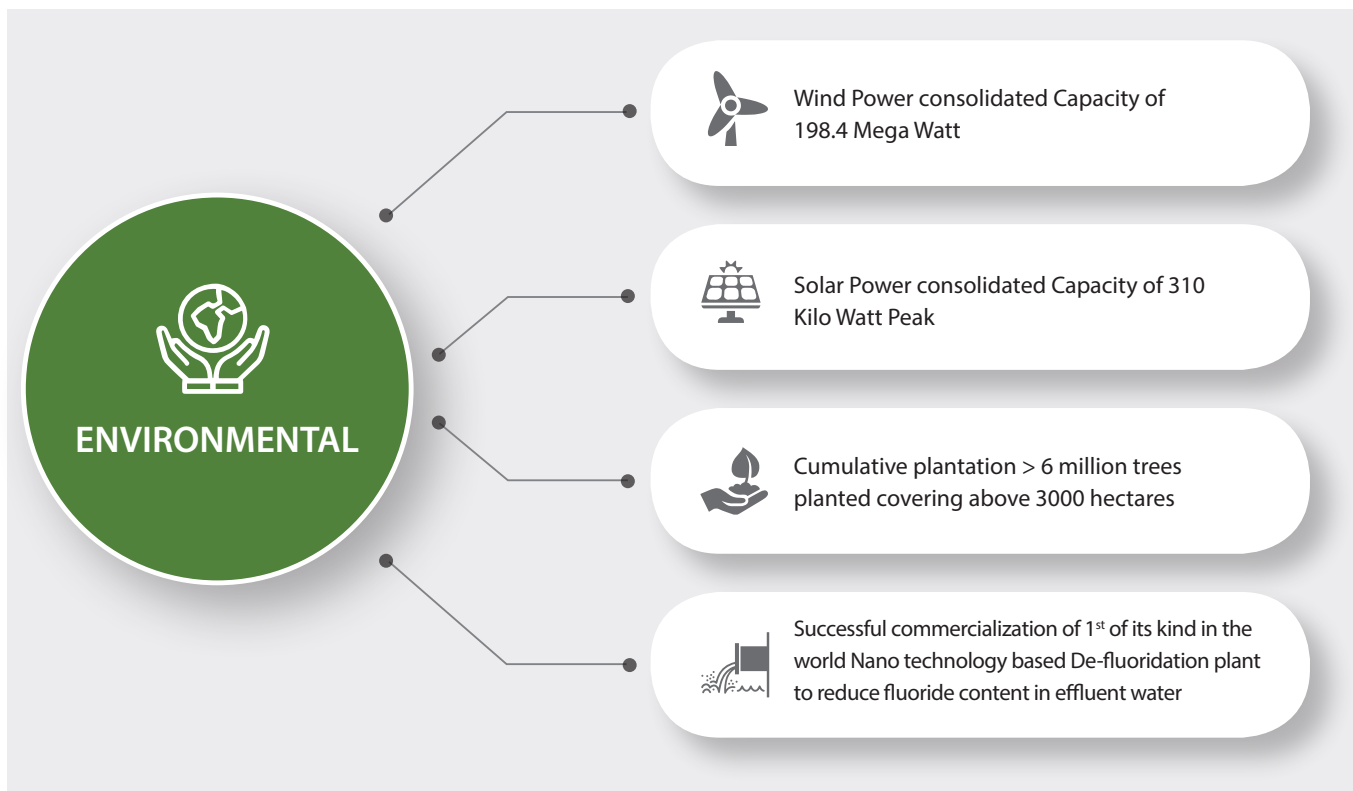 ENVIRONMENTAL
Wind Power consolidated Capacity of
198.4 Mega Watt
Solar Power consolidated Capacity of 310
Kilo Watt Peak
Cumulative plantation > 6 million trees
planted covering above 3000 hectares
Successful commercialization of 1st of its kind in the
world Nano technology based De-fluoridation plant
to reduce fluoride content in effluent water